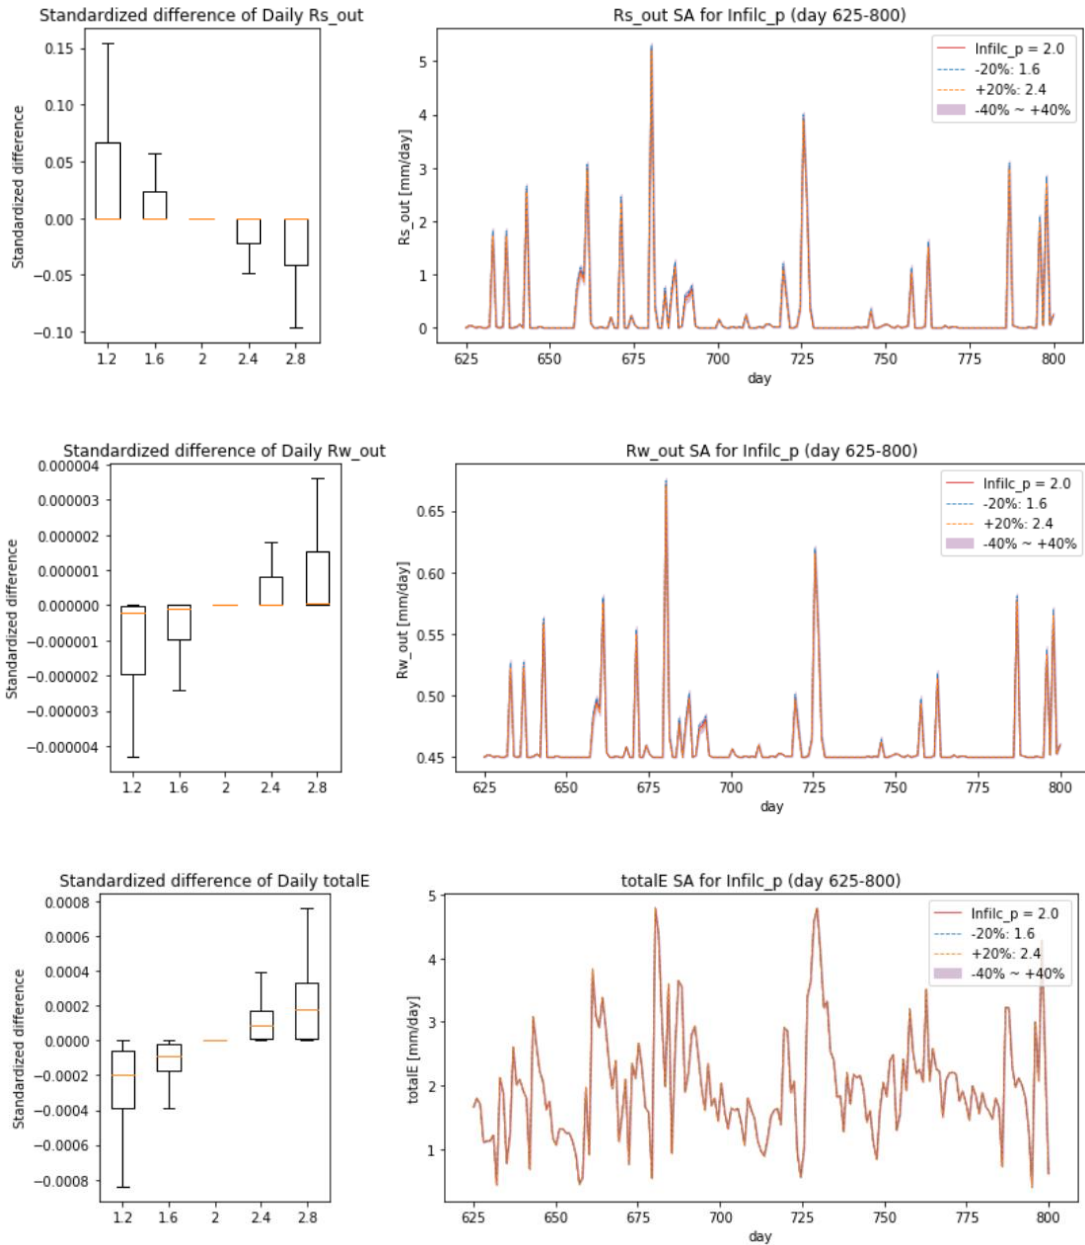 Standardized difference of Daily Rs_out
Standardized difference
0.15
0.10
0.05
0.00
−0.05
−0.10
1.2 1.6 2 2.4 2.8
Rs_out SA for Infilc_p (day 625-800)
Rs_out [mm/day]
5
4
3
2
1
0
625 650 675 700 725 750 775 800
day
Infilc_p = 2.0
-20%: 1.6
+20%: 2.4
-40% ~ +40%
Standardized difference of Daily Rw_out
Standardized difference
0.000004
0.000003
0.000002
0.000001
0.000000
−0.000001
−0.000002
−0.000003
−0.000004
1.2 1.6 2 2.4 2.8
Rw_out SA for Infilc_p (day 625-800)
Rw_out [mm/day]
0.65
0.60
0.55
0.50
0.45
625 650 675 700 725 750 775 800
day
Infilc_p = 2.0
-20%: 1.6
+20%: 2.4
-40% ~ +40%
Standardized difference of Daily totalE
Standardized difference
0.0008
0.0006
0.0004
0.0002
0.0000
−0.0002
−0.0004
−0.0006
−0.0008
1.2 1.6 2 2.4 2.8
totalE SA for Infilc_p (day 625-800)
totalE [mm/day]
5
4
3
2
1
625 650 675 700 725 750 775 800
day
Infilc_p = 2.0
-20%: 1.6
+20%: 2.4
-40% ~ +40%